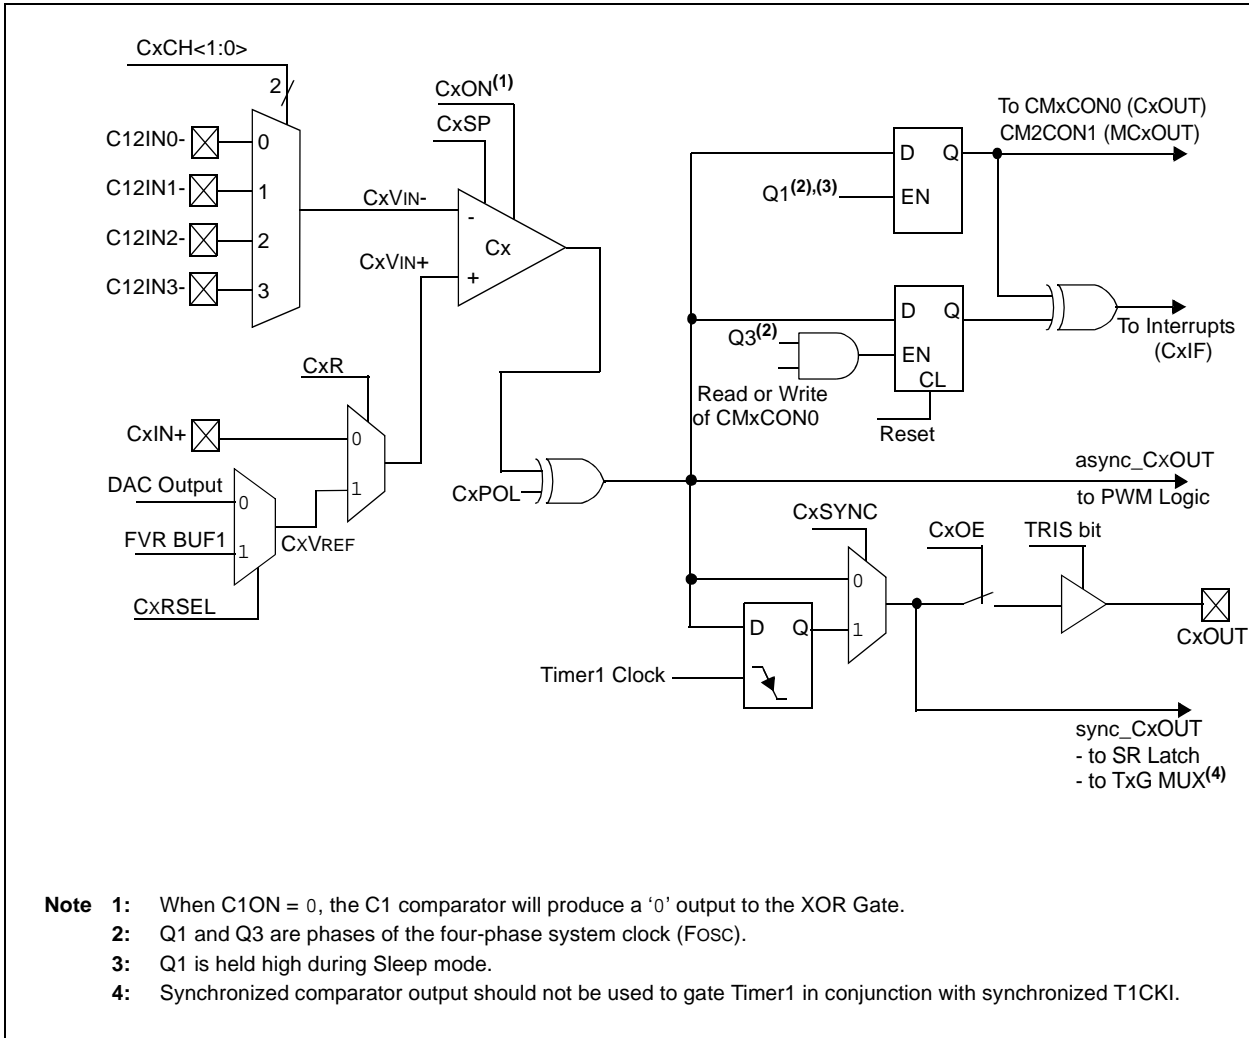 CxCH<1:0>
2
CxON(1)
CxSP
C12IN0-
0
C12IN1-
1
C12IN2-
2
C12IN3-
3
CxVIN-
-
Cx
CxVIN+
+
To CMxCON0 (CxOUT)
CM2CON1 (MCxOUT)
D
Q
Q1(2),(3)
EN
D
Q
Q3(2)
EN
CL
Read or Write
of CMxCON0
Reset
To Interrupts
(CxIF)
CxR
CxIN+
0
1
DAC Output
0
FVR BUF1
1
CXVREF
CXRSEL
CxPOL
async_CXOUT
to PWM Logic
CxSYNC
CxOE
TRIS bit
0
1
D
Q
Timer1 Clock
CxOUT
sync_CxOUT
- to SR Latch
- to TxG MUX(4)
Note 1: When C1ON = 0, the C1 comparator will produce a ‘0’ output to the XOR Gate.
2: Q1 and Q3 are phases of the four-phase system clock (FOSC).
3: Q1 is held high during Sleep mode.
4: Synchronized comparator output should not be used to gate Timer1 in conjunction with synchronized T1CKI.